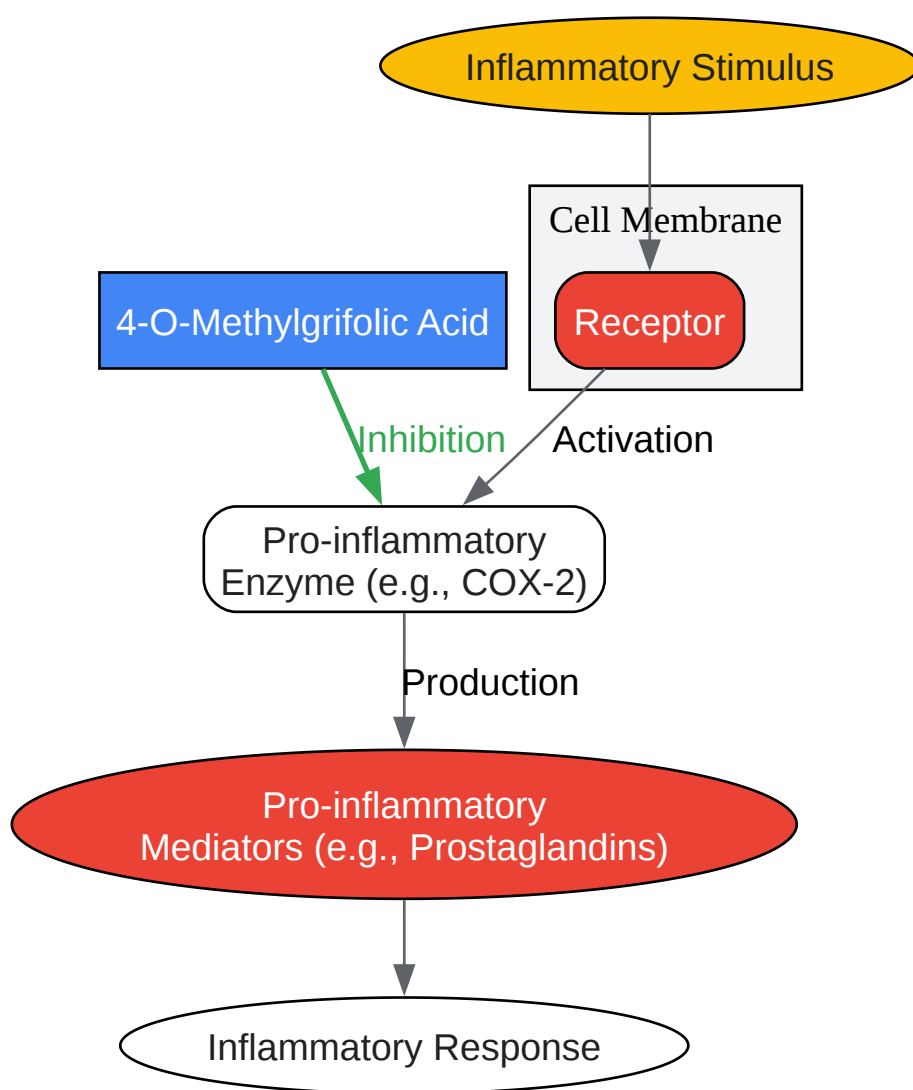 Inflammatory Stimulus
Cell Membrane
4-O-Methylgrifolic Acid
Receptor
Inhibition
Activation
Pro-inflammatory
Enzyme (e.g., COX-2)
Production
Pro-inflammatory
Mediators (e.g., Prostaglandins)
Inflammatory Response